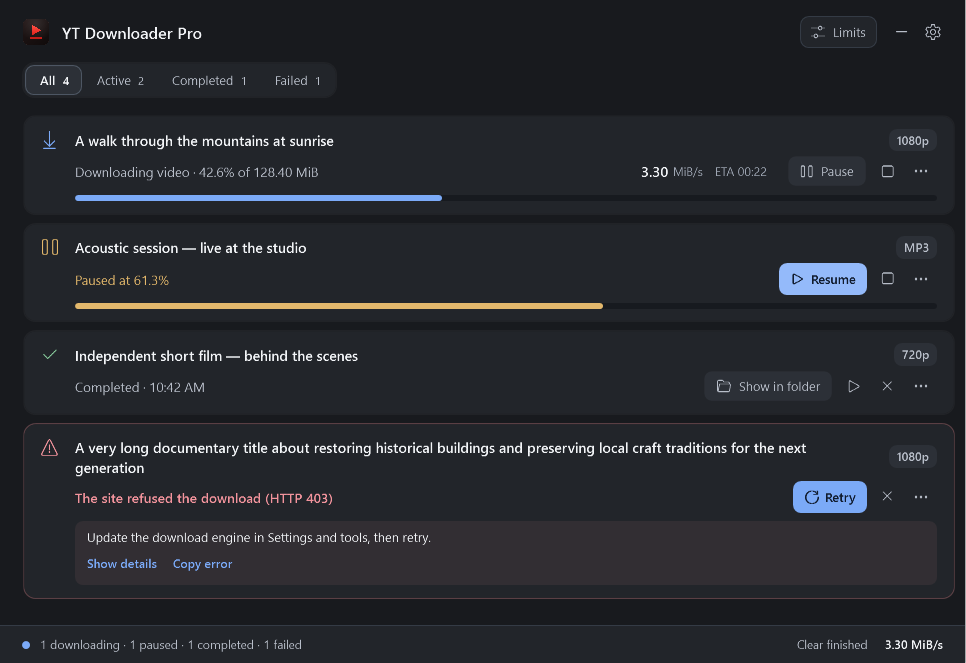 YT Downloader Pro
Limits
All 4
Active 2
Completed 1
Failed 1
A walk through the mountains at sunrise
1080p
Downloading video · 42.6% of 128.40 MiB
3.30 MiB/s
ETA 00:22
Pause
Acoustic session — live at the studio
MP3
Paused at 61.3%
Resume
Independent short film — behind the scenes
720p
Completed · 10:42 AM
Show in folder
A very long documentary title about restoring historical buildings and preserving local craft traditions for the next
generation
1080p
The site refused the download (HTTP 403)
Retry
Update the download engine in Settings and tools, then retry.
Show details
Copy error
1 downloading · 1 paused · 1 completed · 1 failed
Clear finished
3.30 MiB/s